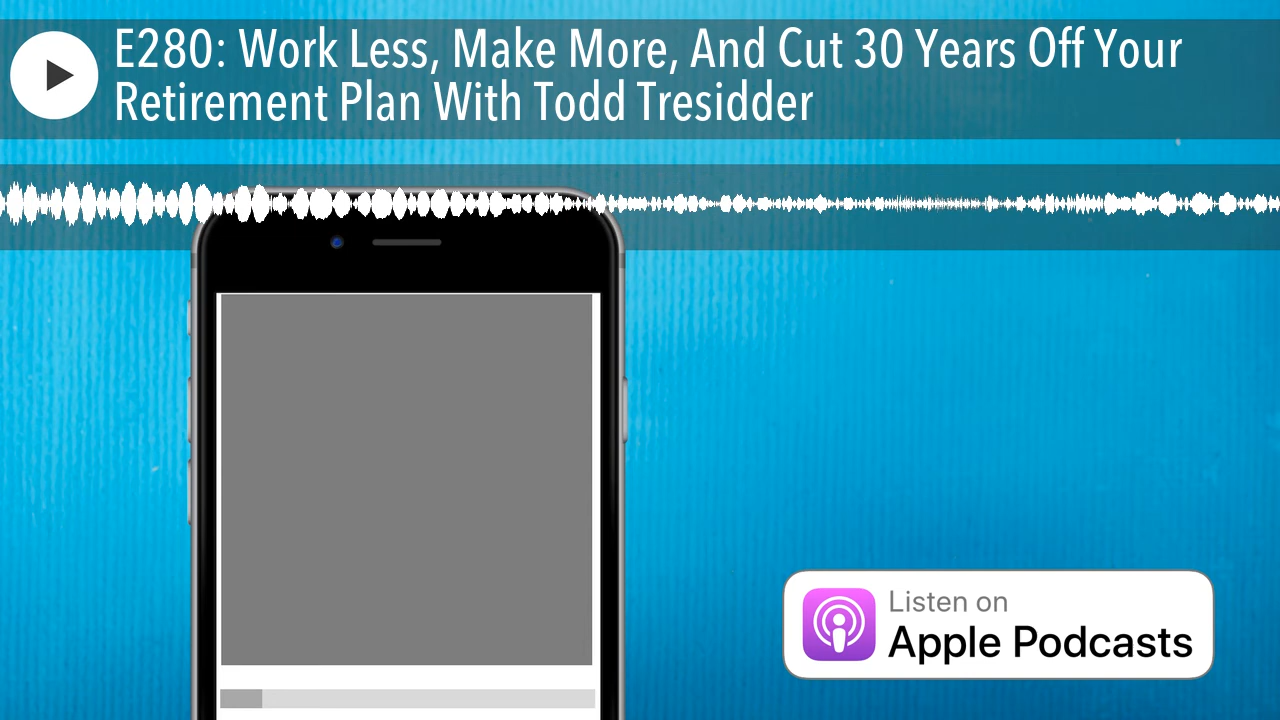 E280: Work Less, Make More, And Cut 30 Years Off Your
Retirement Plan With Todd Tresidder
Listen on
Apple Podcasts